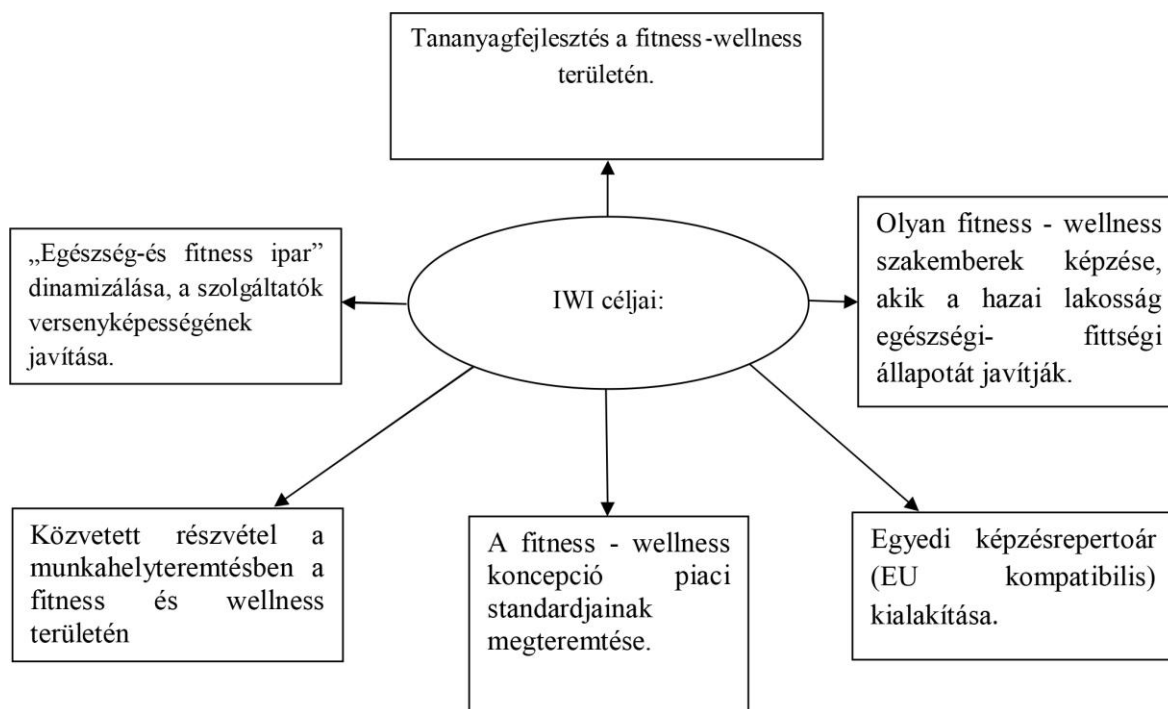 Tananyagfejlesztés a fitness-wellness
területén.
„Egészség-és fitness ipar”
dinamizálása, a szolgáltatók
versenyképességének
javítása.
IWI céljai:
Olyan fitness - wellness
szakemberek képzése,
akik a hazai lakosság
egészségi- fittségi
állapotát javítják.
Közvetett részvétel a
munkahelyteremtésben a
fitness és wellness
területén
A fitness - wellness
koncepció piaci
standardjainak
megteremtése.
Egyedi képzésrepertoár
(EU kompatibilis)
kialakítása.